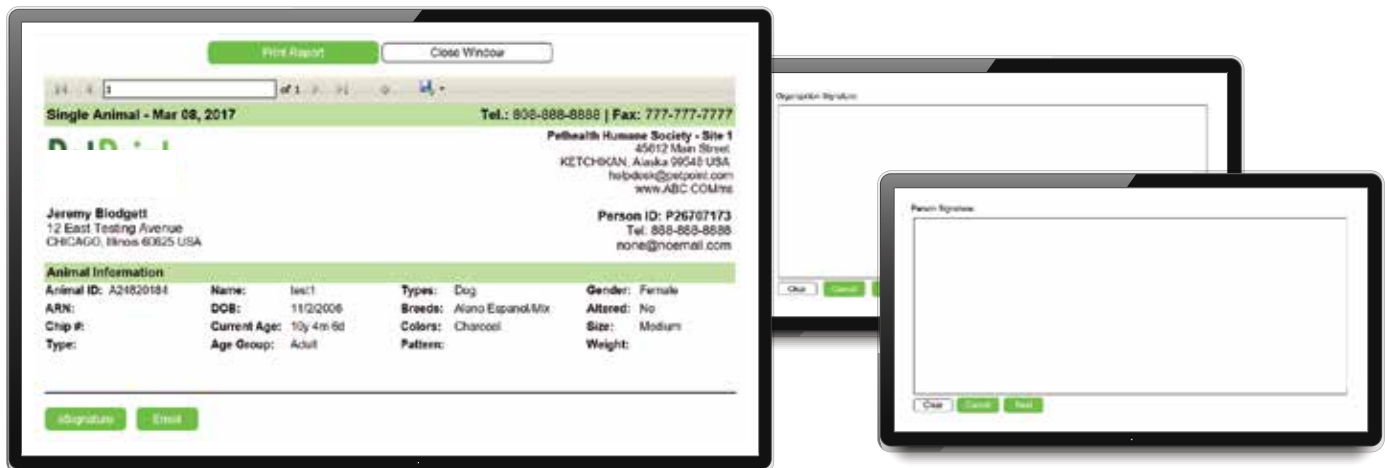 Print Report Close Window
1 of 1
Single Animal - Mar 08, 2017 Tel.: 808-888-8888 | Fax: 777-777-7777
Pethealth Humane Society - Site 1
45612 Main Street
KETCHIKAN, Alaska 99548 USA
helpdesk@petpoint.com
Jeremy Blodgett Person ID: P26707173
12 East Testing Avenue Tel: 888-888-8888
CHICAGO, Illinois 60625 USA none@noemail.com
Animal Information
Animal ID: A24820184 Name: test1 Types: Dog Gender: Female
ARN: DOB: 11/2/2006 Breeds: Alano Espanol/Mix Altered: No
Chip #: Current Age: 10y 4m 6d Colors: Charcoal Size: Medium
Type: Age Group: Adult Pattern: Weight:
eSignature Email
Organization Signature:
Clear Cancel
Person Signature:
Clear Cancel Next